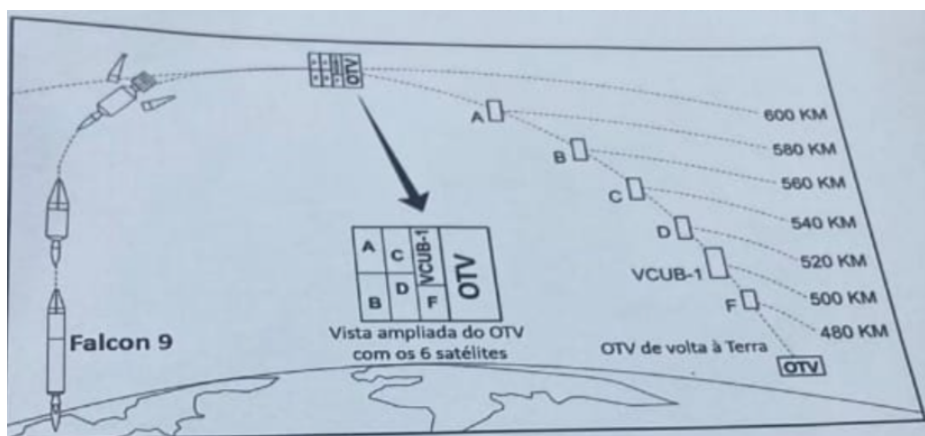 OTV
A
600 KM
580 KM
B
560 KM
C
540 KM
D
520 KM
VCUB-1
500 KM
F
480 KM
A
C
VCUB-1
OTV
B
D
F
Vista ampliada do OTV
com os 6 satélites
Falcon 9
OTV de volta à Terra
OTV